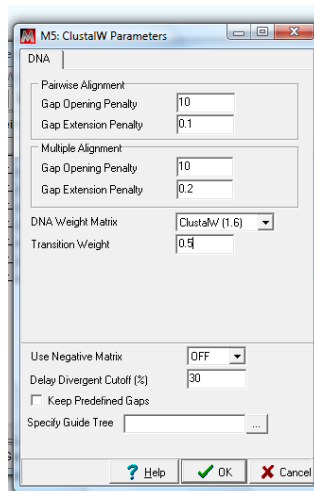 M5: ClustalW Parameters
DNA
Pairwise Alignment
Gap Opening Penalty 10
Gap Extension Penalty 0.1
Multiple Alignment
Gap Opening Penalty 10
Gap Extension Penalty 0.2
DNA Weight Matrix ClustalW (1.6)
Transition Weight 0.5
Use Negative Matrix OFF
Delay Divergent Cutoff (%) 30
Keep Predefined Gaps
Specify Guide Tree ...
? Help OK X Cancel